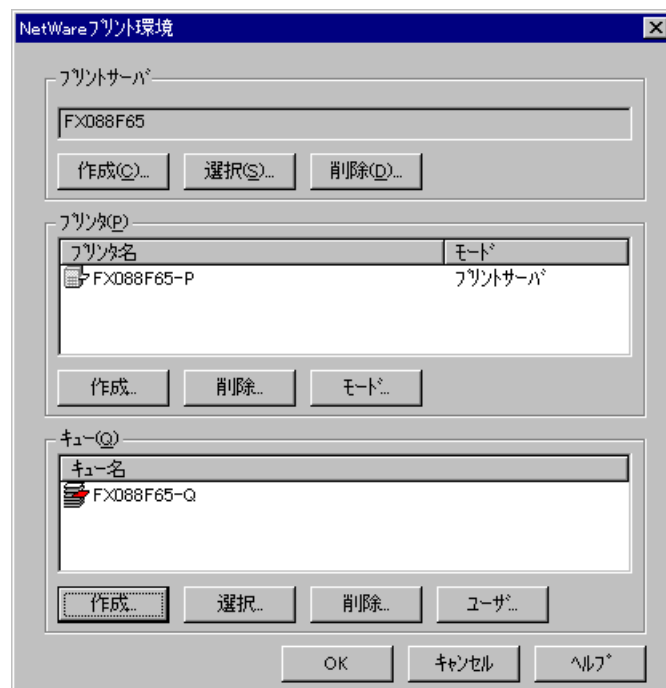 NetWareﾌﾟﾘﾝﾄ環境
ﾌﾟﾘﾝﾄｻｰﾊﾞ
FX088F65
作成(C)...
選択(S)...
削除(D)...
ﾌﾟﾘﾝﾀ(P)
ﾌﾟﾘﾝﾀ名 ﾓｰﾄﾞ
FX088F65-P ﾌﾟﾘﾝﾄｻｰﾊﾞ
作成...
削除...
ﾓｰﾄﾞ...
ｷｭｰ(Q)
ｷｭｰ名
FX088F65-Q
作成...
選択...
削除...
ﾕｰｻﾞ...
OK
ｷｬﾝｾﾙ
ﾍﾙﾌﾟ